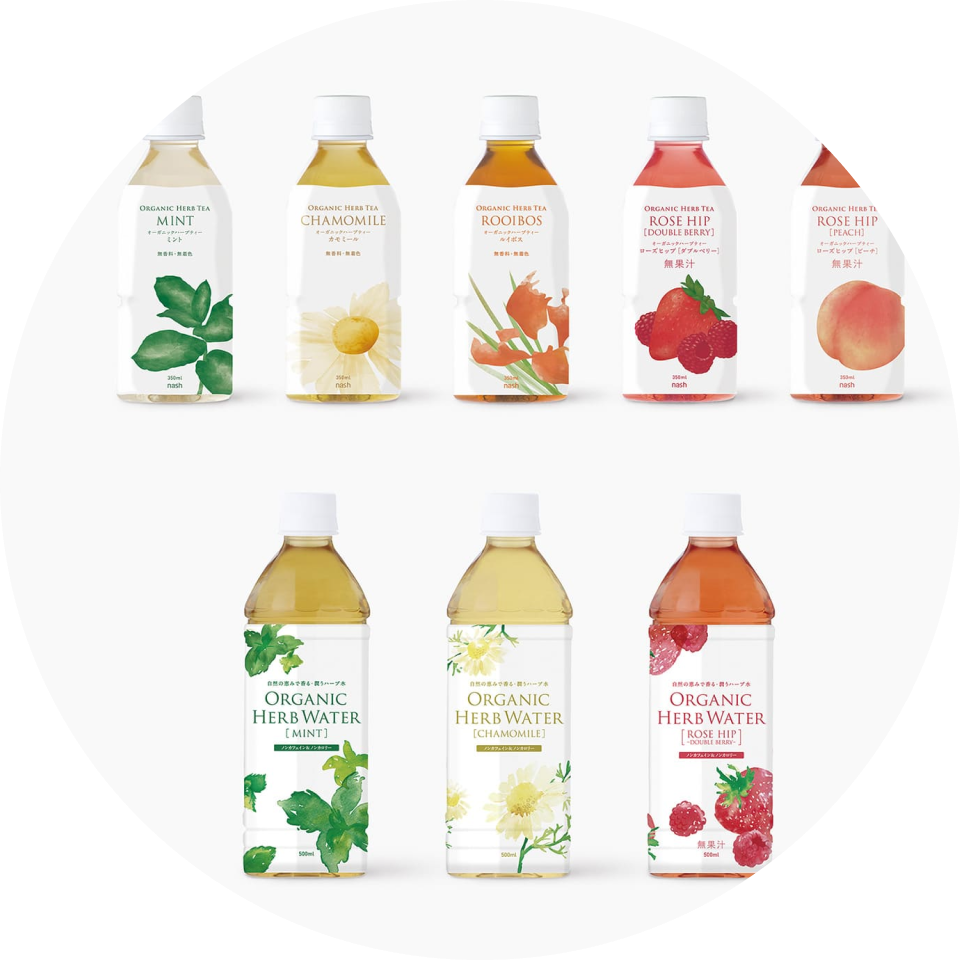 ORGANIC HERB TEA
MINT
オーガニックハーブティー
ミント
無香料・無着色
350ml
nash
ORGANIC HERB TEA
CHAMOMILE
オーガニックハーブティー
カモミール
無香料・無着色
350ml
nash
ORGANIC HERB TEA
ROOIBOS
オーガニックハーブティー
ルイボス
無香料・無着色
350ml
nash
ORGANIC HERB TEA
ROSE HIP
[DOUBLE BERRY]
オーガニックハーブティー
ローズヒップ[ダブルベリー]
無果汁
350ml
nash
ORGANIC HERB TEA
ROSE HIP
[PEACH]
オーガニックハーブティー
ローズヒップ[ピーチ]
無果汁
350ml
nash
自然の恵みで香る・潤うハーブ水
ORGANIC
HERB WATER
[MINT]
ノンカフェイン&ノンカロリー
500ml
自然の恵みで香る・潤うハーブ水
ORGANIC
HERB WATER
[CHAMOMILE]
ノンカフェイン&ノンカロリー
500ml
自然の恵みで香る・潤うハーブ水
ORGANIC
HERB WATER
[ROSE HIP
-DOUBLE BERRY-]
ノンカフェイン&ノンカロリー
無果汁
500ml